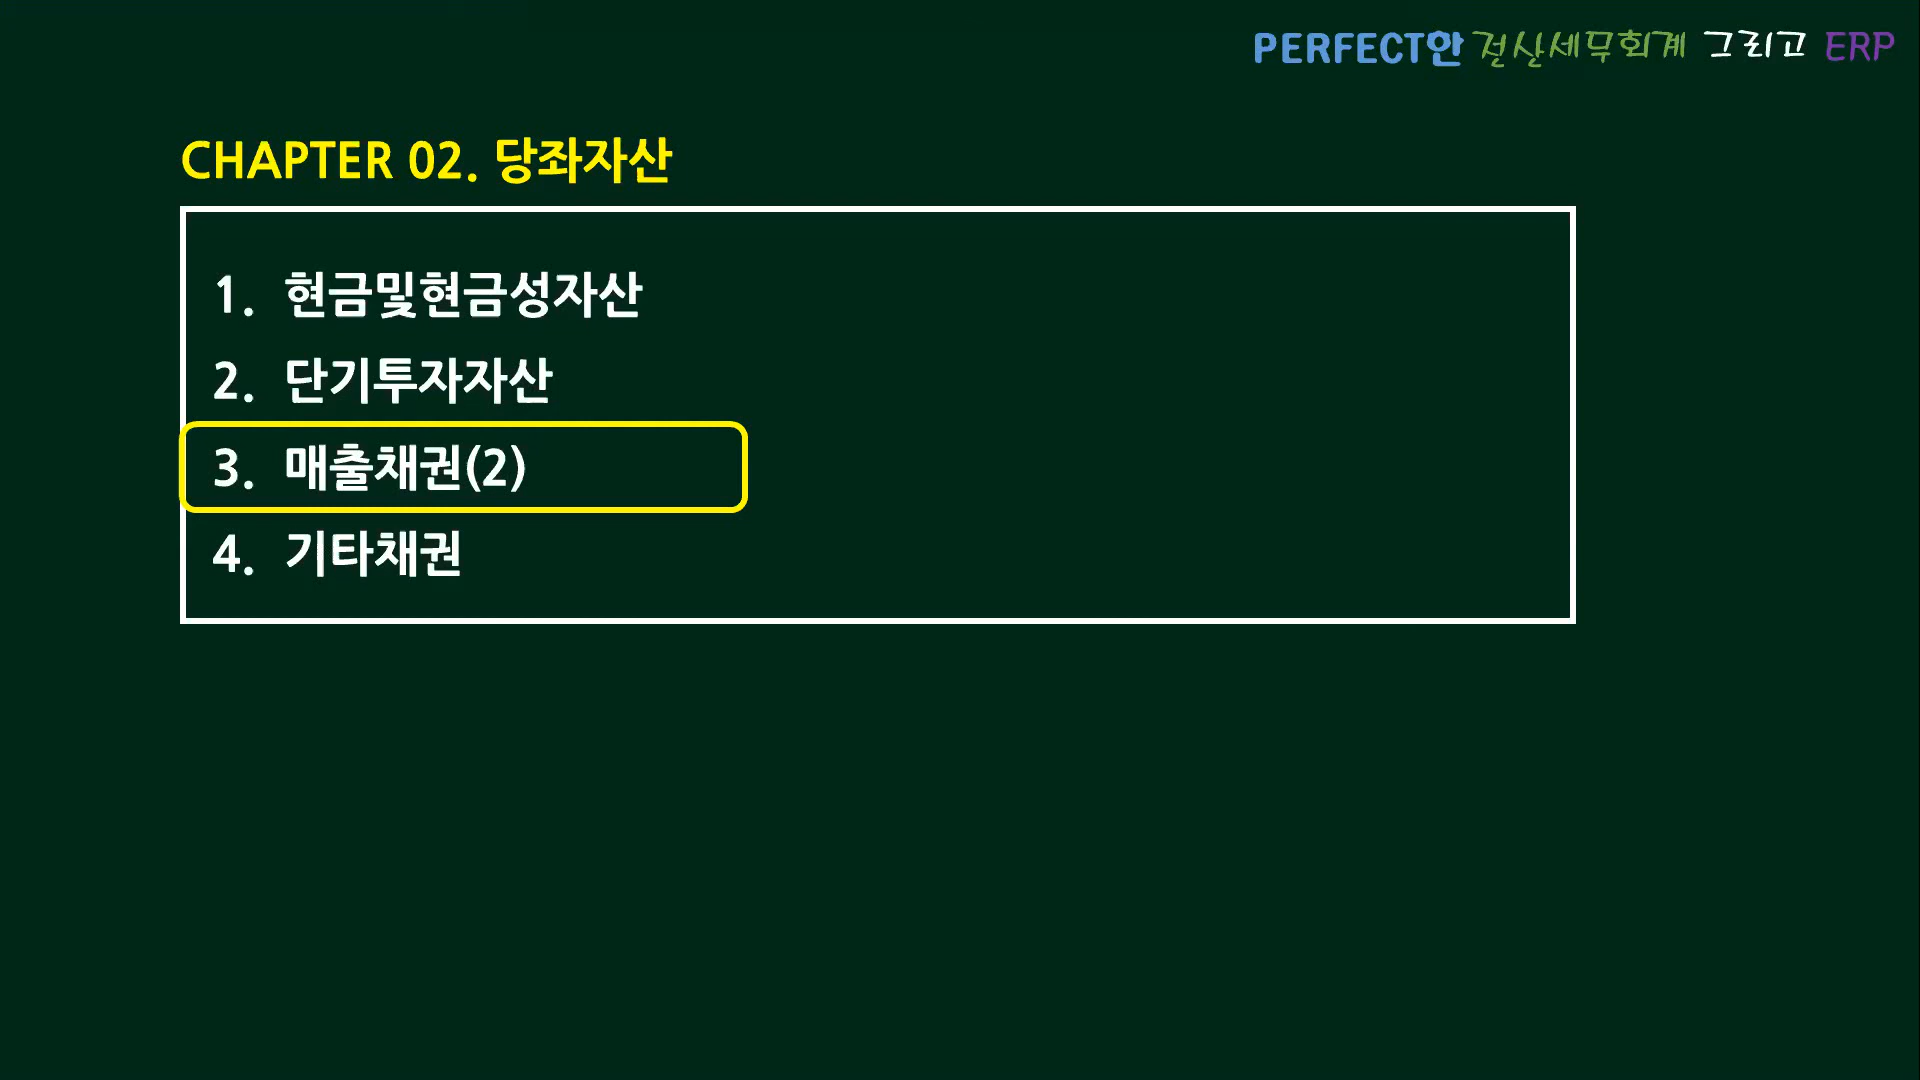 PERFECT한 전산세무회계 그리고 ERP
CHAPTER 02. 당좌자산
1. 현금및현금성자산
2. 단기투자자산
3. 매출채권(2)
4. 기타채권